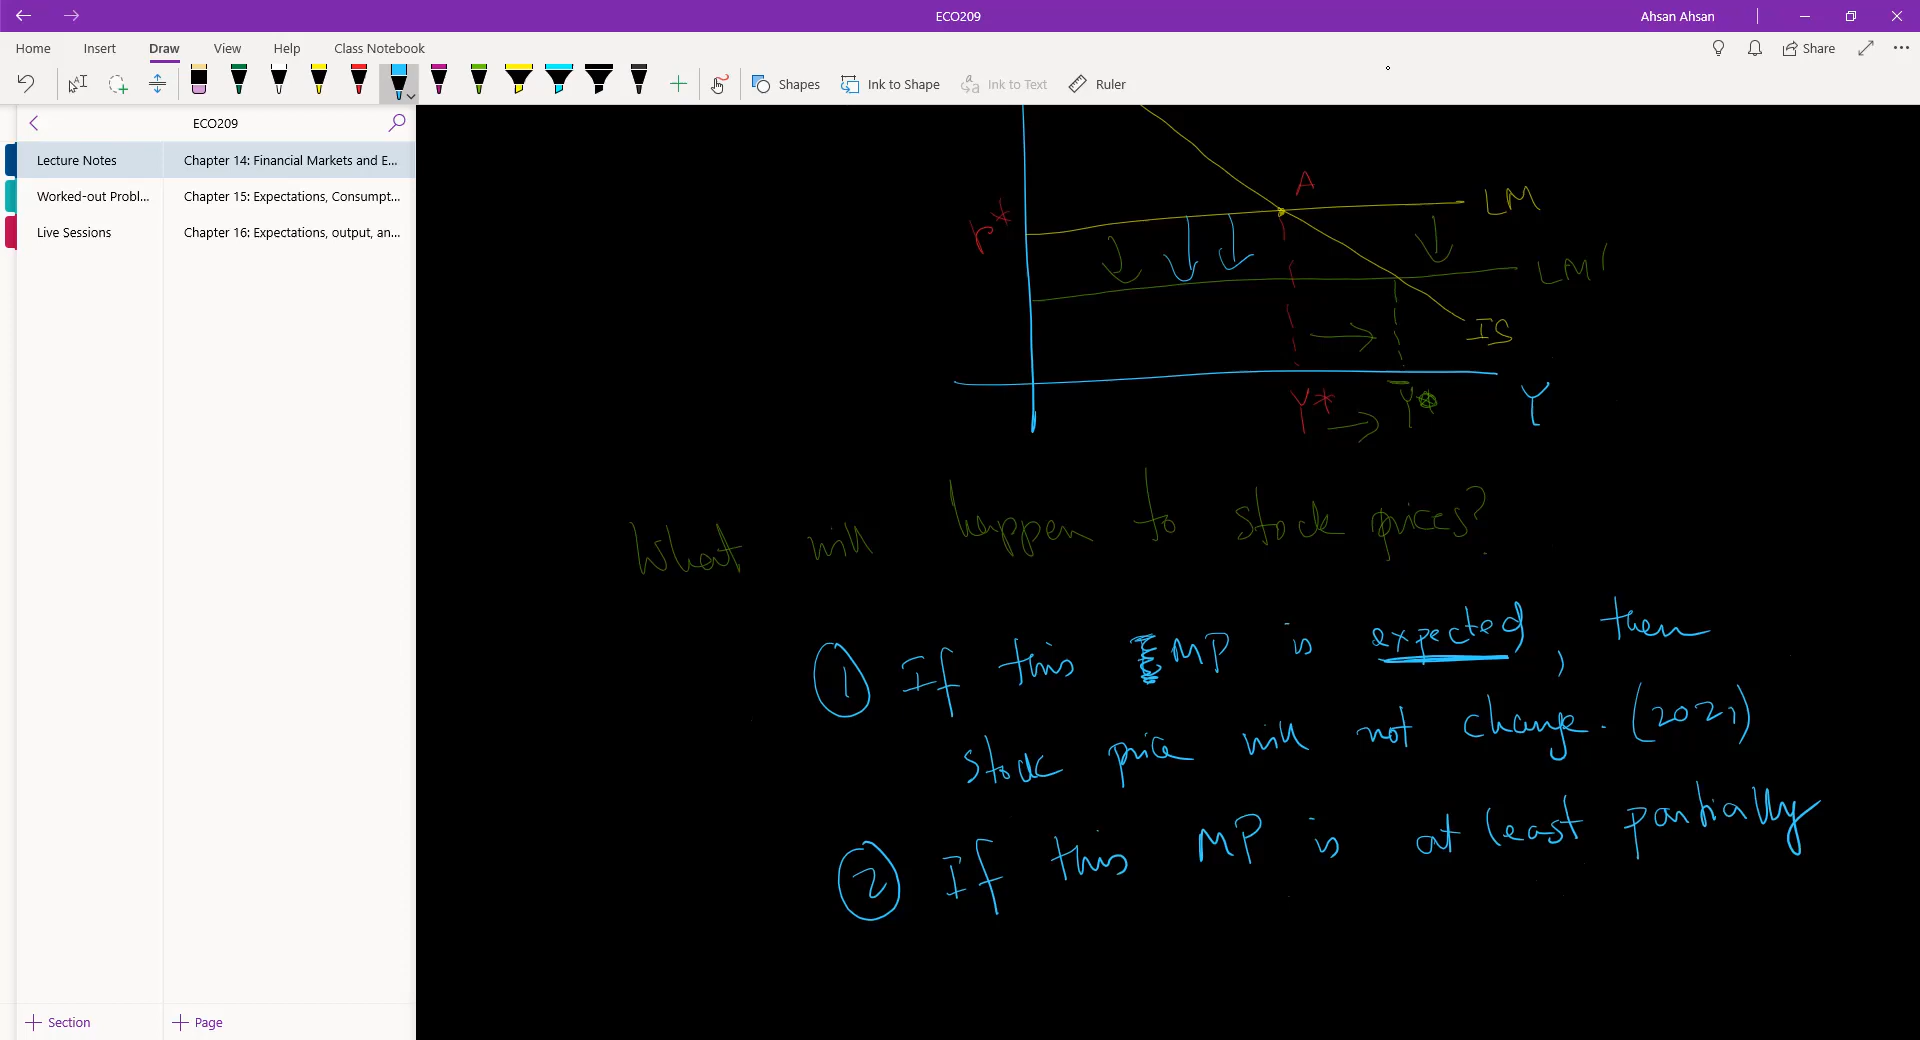 ECO209
Ahsan Ahsan
Home Insert Draw View Help Class Notebook
Share
Shapes Ink to Shape Ink to Text Ruler
ECO209
Lecture Notes
Worked-out Probl...
Live Sessions
Chapter 14: Financial Markets and E...
Chapter 15: Expectations, Consumpt...
Chapter 16: Expectations, output, an...
+ Section
+ Page
A
r*
LM
LM'
IS
Y* → Y*
Y
What will happen to stock prices?
① If this MP is expected, then
stock price will not change. (2021)
② If this MP is at least partially